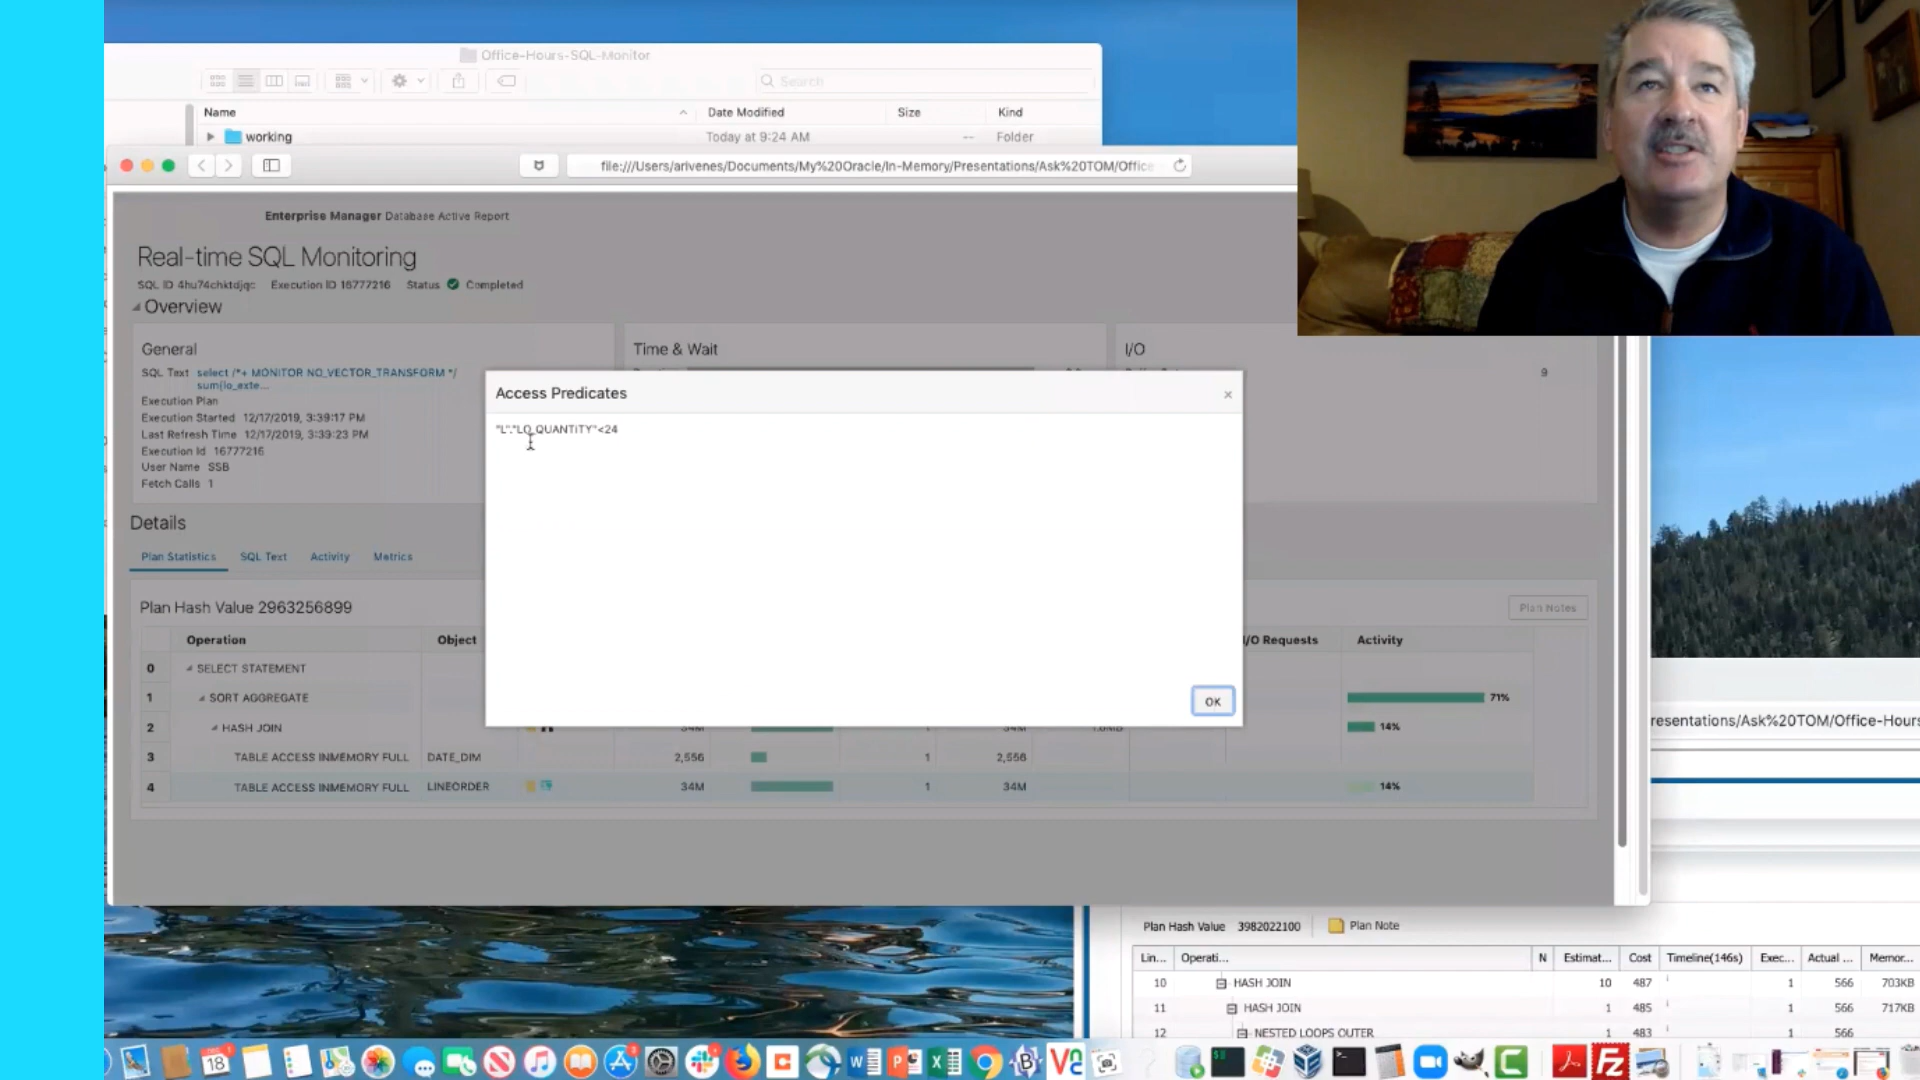 Office-Hours-SQL-Monitor
Search
Name
Date Modified
Size
Kind
working
Today at 9:24 AM
--
Folder
file:///Users/arivenes/Documents/My%20Oracle/In-Memory/Presentations/Ask%20TOM/Office
Enterprise Manager Database Active Report
Real-time SQL Monitoring
SQL ID 4hu74chktdjqc Execution ID 16777216 Status Completed
Overview
General
Time & Wait
I/O
SQL Text select /*+ MONITOR NO_VECTOR_TRANSFORM */
sum(lo_exte...
9
Execution Plan
Execution Started 12/17/2019, 3:39:17 PM
Last Refresh Time 12/17/2019, 3:39:23 PM
Execution Id 16777216
User Name SSB
Fetch Calls 1
Access Predicates
"L"."LO_QUANTITY"<24
OK
Details
Plan Statistics SQL Text Activity Metrics
Plan Hash Value 2963256899
Plan Notes
Operation Object I/O Requests Activity
0 SELECT STATEMENT
1 SORT AGGREGATE 71%
2 HASH JOIN 34M 1 34M 14%
3 TABLE ACCESS INMEMORY FULL DATE_DIM 2,556 1 2,556
4 TABLE ACCESS INMEMORY FULL LINEORDER 34M 1 34M 14%
resentations/Ask%20TOM/Office-Hours
Plan Hash Value 3982022100 Plan Note
Lin... Operati... N Estimat... Cost Timeline(146s) Exec... Actual ... Memor...
10 HASH JOIN 10 487 1 566 703KB
11 HASH JOIN 1 485 1 566 717KB
12 NESTED LOOPS OUTER 1 483 1 566
18